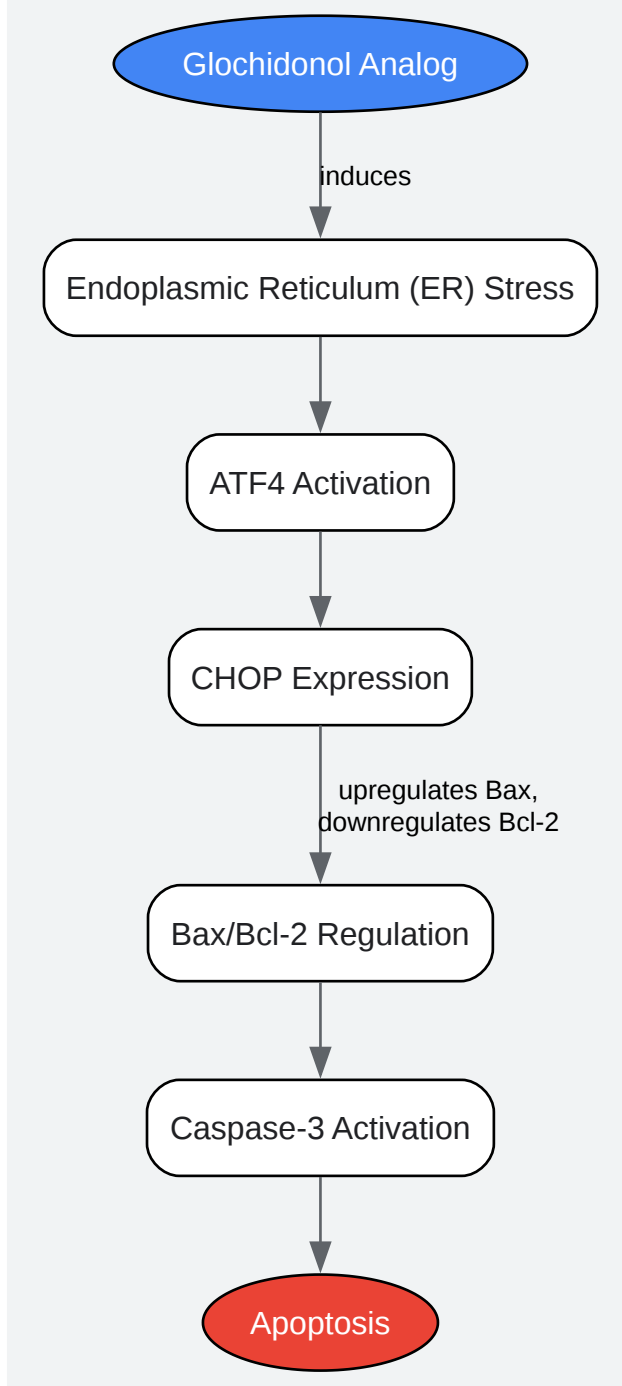 Glochidonol Analog
induces
Endoplasmic Reticulum (ER) Stress
ATF4 Activation
CHOP Expression
upregulates Bax,
downregulates Bcl-2
Bax/Bcl-2 Regulation
Caspase-3 Activation
Apoptosis